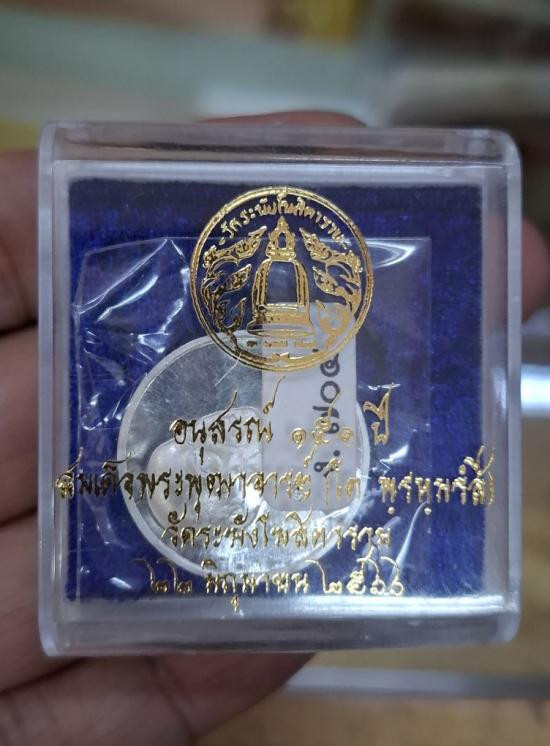 วัดระฆังโฆสิตาราม
อนุสรณ์ ๑๕๑ ปี
สมเด็จพระพุฒาจารย์ (โต พฺรหฺมรํสี)
วัดระฆังโฆสิตาราม
๒๒ มิถุนายน ๒๕๖๖